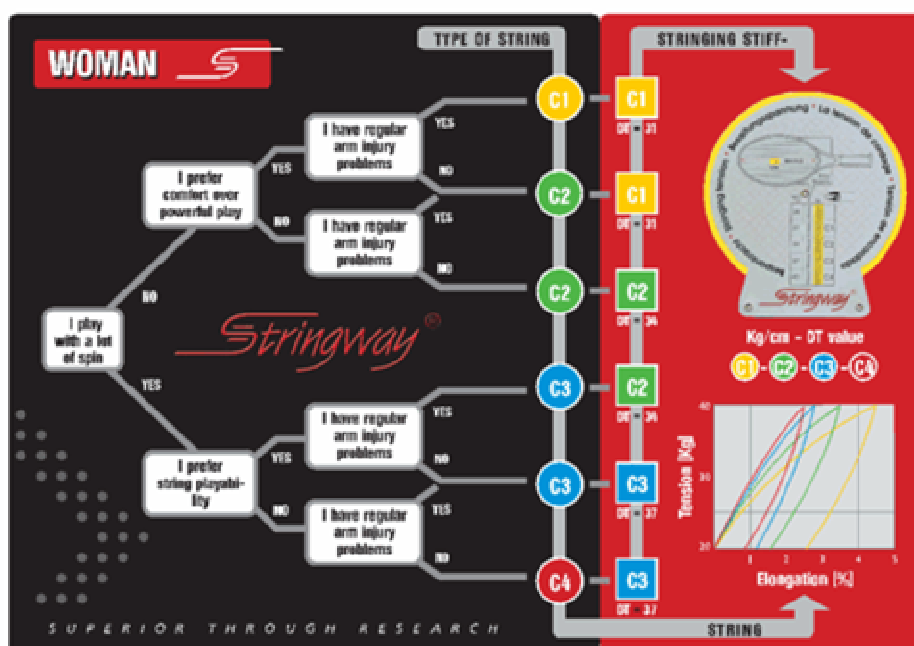 WOMAN
TYPE OF STRING
STRINGING STIFF-
C1
C1
DT - 31
I have regular
arm injury
problems
YES
NO
I prefer
comfort over
powerful play
YES
NO
C2
C1
DT - 31
I have regular
arm injury
problems
YES
NO
C2
C2
DT - 34
I play
with a lot
of spin
NO
YES
Stringway®
Stringway
Kg/cm - DT value
C1 - C2 - C3 - C4
C3
C2
DT - 34
I have regular
arm injury
problems
YES
NO
I prefer
string playabi-
lity
YES
NO
C3
C3
DT - 37
I have regular
arm injury
problems
YES
NO
C4
C3
DT - 37
Tension [Kg]
40
30
20
1
2
3
4
5
Elongation [%]
STRING
SUPERIOR THROUGH RESEARCH